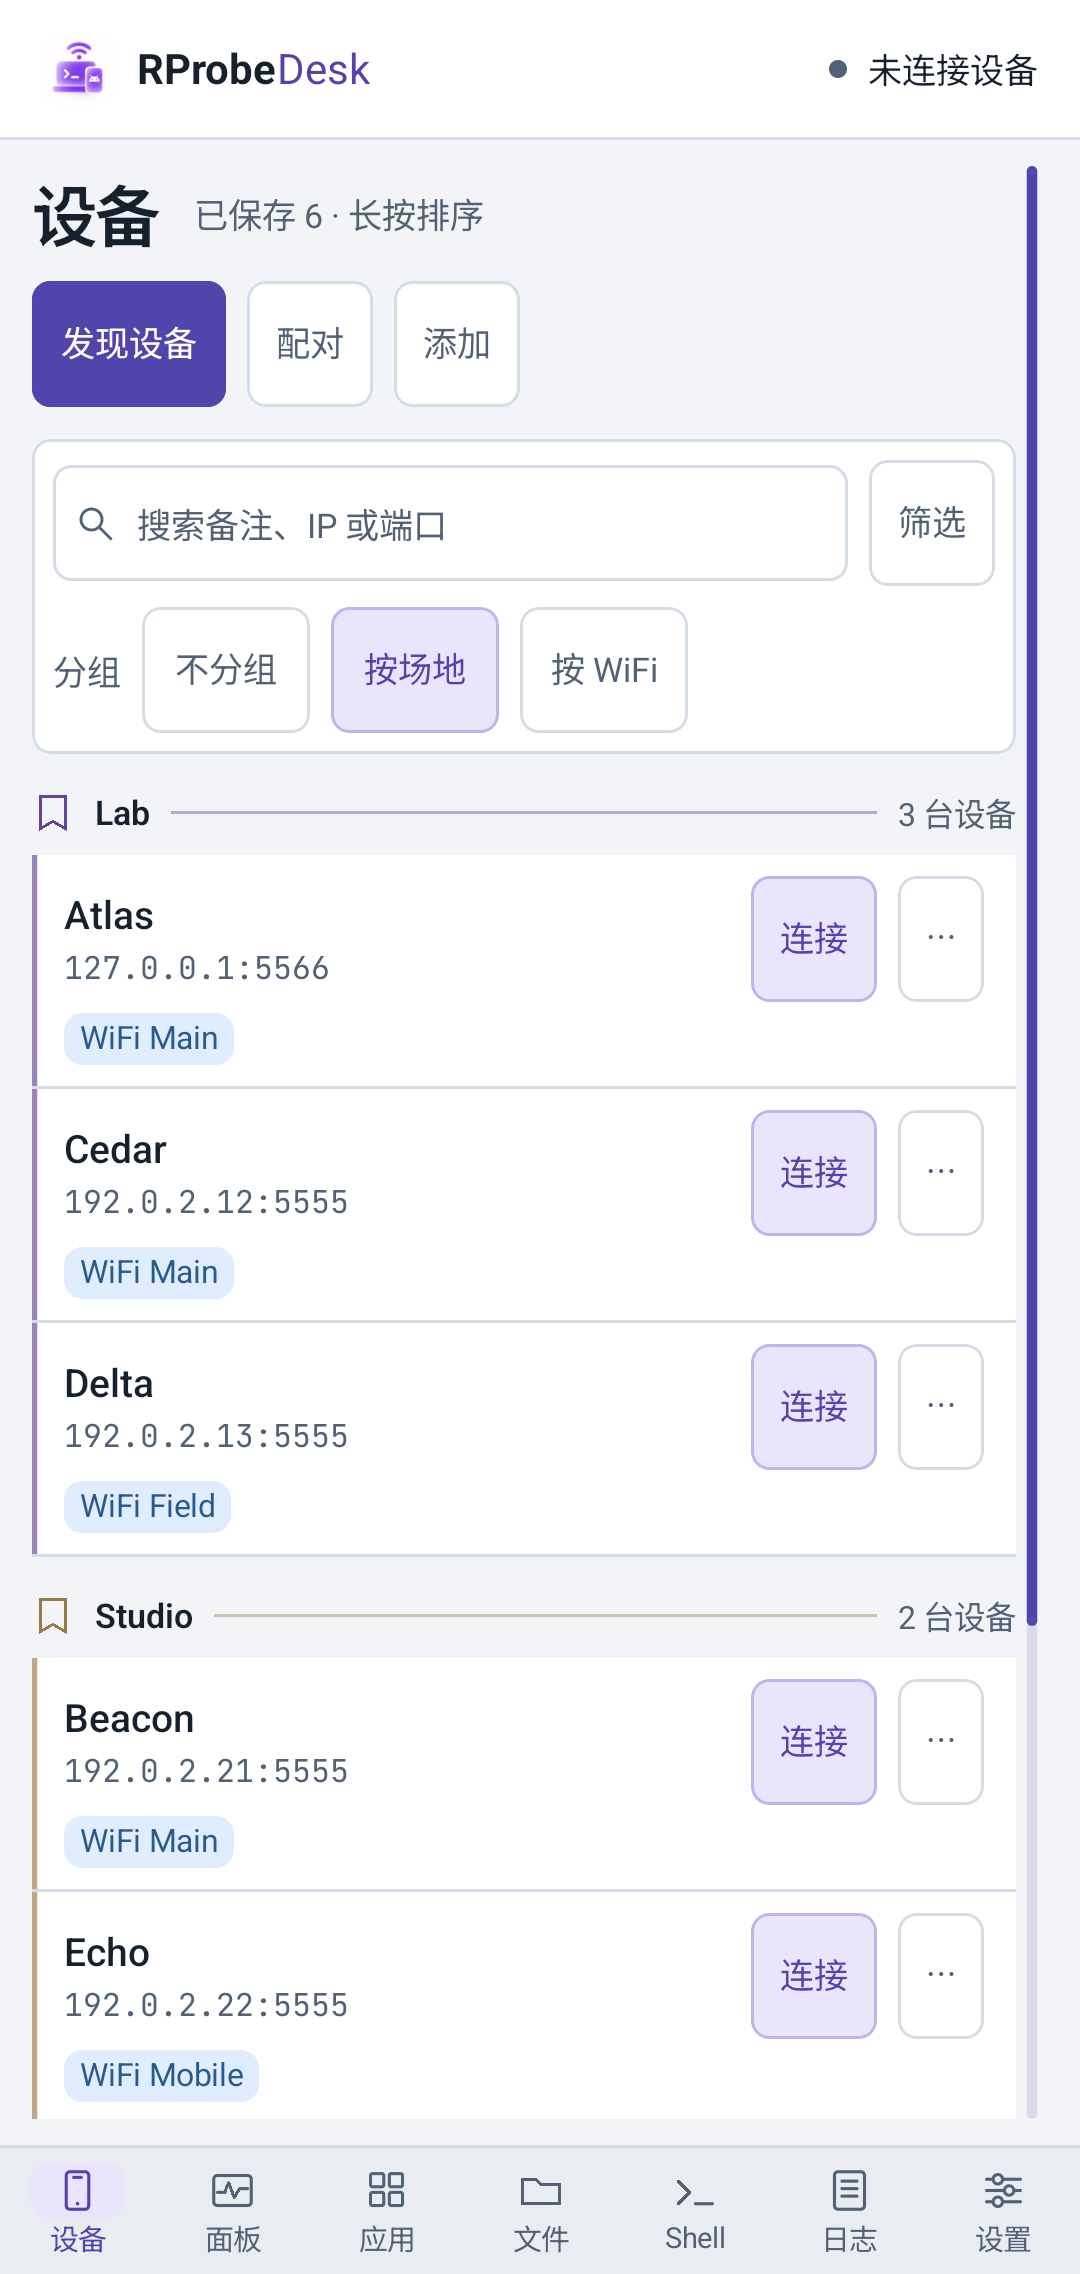 RProbeDesk
未连接设备
设备
已保存 6 · 长按排序
发现设备
配对
添加
搜索备注、IP 或端口
筛选
分组
不分组
按场地
按 WiFi
Lab
3 台设备
Atlas
127.0.0.1:5566
WiFi Main
连接
···
Cedar
192.0.2.12:5555
WiFi Main
连接
···
Delta
192.0.2.13:5555
WiFi Field
连接
···
Studio
2 台设备
Beacon
192.0.2.21:5555
WiFi Main
连接
···
Echo
192.0.2.22:5555
WiFi Mobile
连接
···
设备
面板
应用
文件
Shell
日志
设置